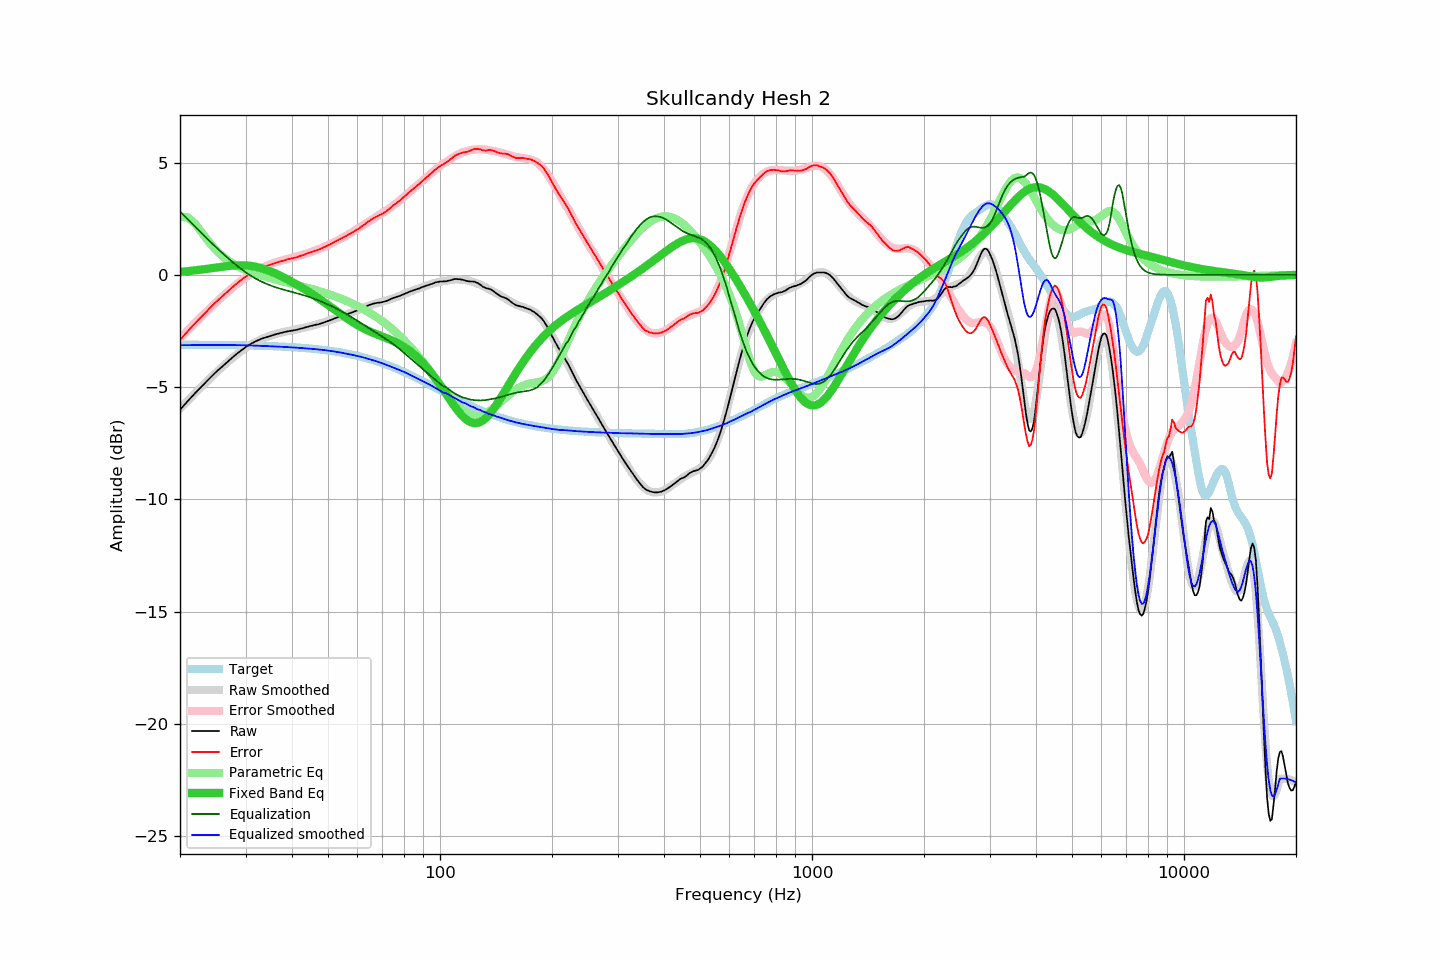 Skullcandy Hesh 2
5
0
−5
−10
−15
−20
−25
Amplitude (dBr)
Target
Raw Smoothed
Error Smoothed
Raw
Error
Parametric Eq
Fixed Band Eq
Equalization
Equalized smoothed
100
1000
10000
Frequency (Hz)